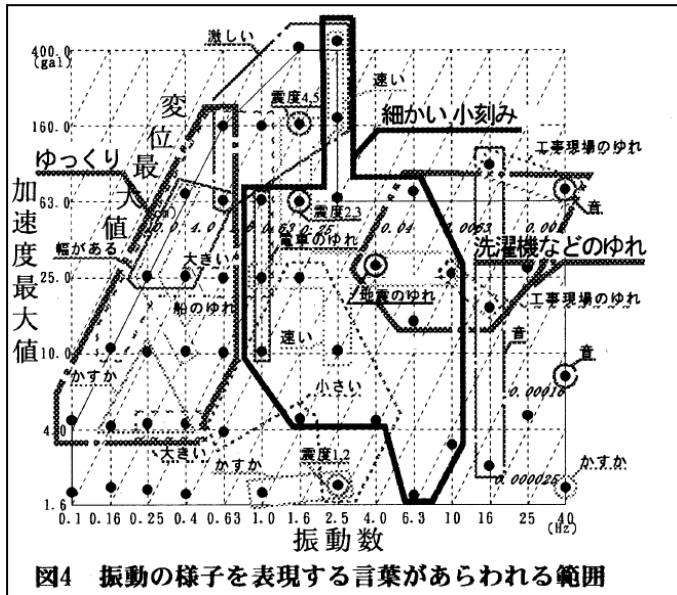 激しい
400.0
(gal)
速い
震度4,5
細かい 小刻み
変位最大値
160.0
工事現場のゆれ
ゆっくり
加速度最大値
63.0
震度2,3
音
0.04
0.0063
電車のゆれ
洗濯機などのゆれ
幅がある
大きい
25.0
地震のゆれ
船のゆれ
工事現場のゆれ
速い
音
10.0
音
かすか
小さい
0.00016
4.0
大きい
かすか
震度1,2
かすか
0.000025
1.6
0.1 0.16 0.25 0.4 0.63 1.0 1.6 2.5 4.0 6.3 10 16 25 40
振動数
(Hz)
図4 振動の様子を表現する言葉があらわれる範囲